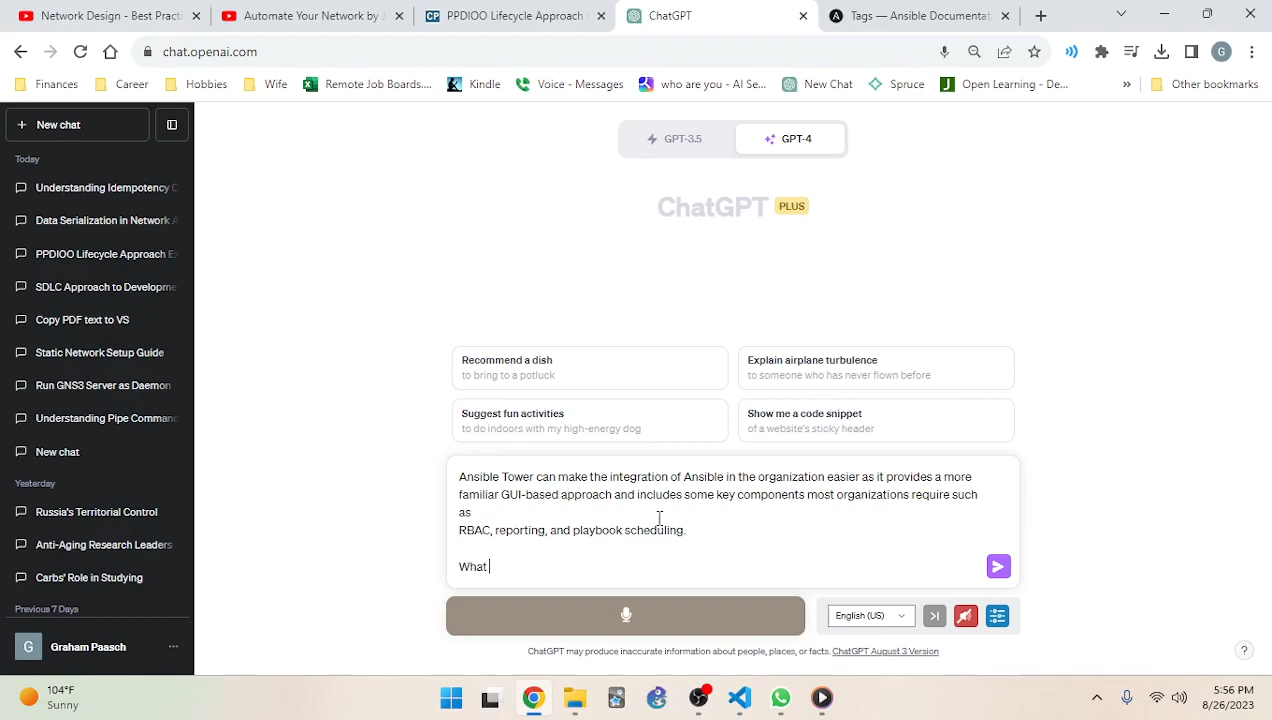 Network Design - Best Practi
Automate Your Network by J
CP PPDIOO Lifecycle Approach
ChatGPT
Tags — Ansible Documentat
chat.openai.com
G
Finances
Career
Hobbies
Wife
Remote Job Boards....
Kindle
Voice - Messages
who are you - AI Se...
New Chat
Spruce
Open Learning - De...
»
Other bookmarks
+ New chat
Today
Understanding Idempotency C
Data Serialization in Network A
PPDIOO Lifecycle Approach Ex
SDLC Approach to Developme
Copy PDF text to VS
Static Network Setup Guide
Run GNS3 Server as Daemon
Understanding Pipe Comman
New chat
Yesterday
Russia's Territorial Control
Anti-Aging Research Leaders
Carbs' Role in Studying
Previous 7 Days
G Graham Paasch ...
GPT-3.5
GPT-4
ChatGPT PLUS
Recommend a dish
to bring to a potluck
Explain airplane turbulence
to someone who has never flown before
Suggest fun activities
to do indoors with my high-energy dog
Show me a code snippet
of a website's sticky header
Ansible Tower can make the integration of Ansible in the organization easier as it provides a more
familiar GUI-based approach and includes some key components most organizations require such
as
RBAC, reporting, and playbook scheduling.
What
English (US)
ChatGPT may produce inaccurate information about people, places, or facts. ChatGPT August 3 Version
?
104°F
Sunny
5:56 PM
8/26/2023